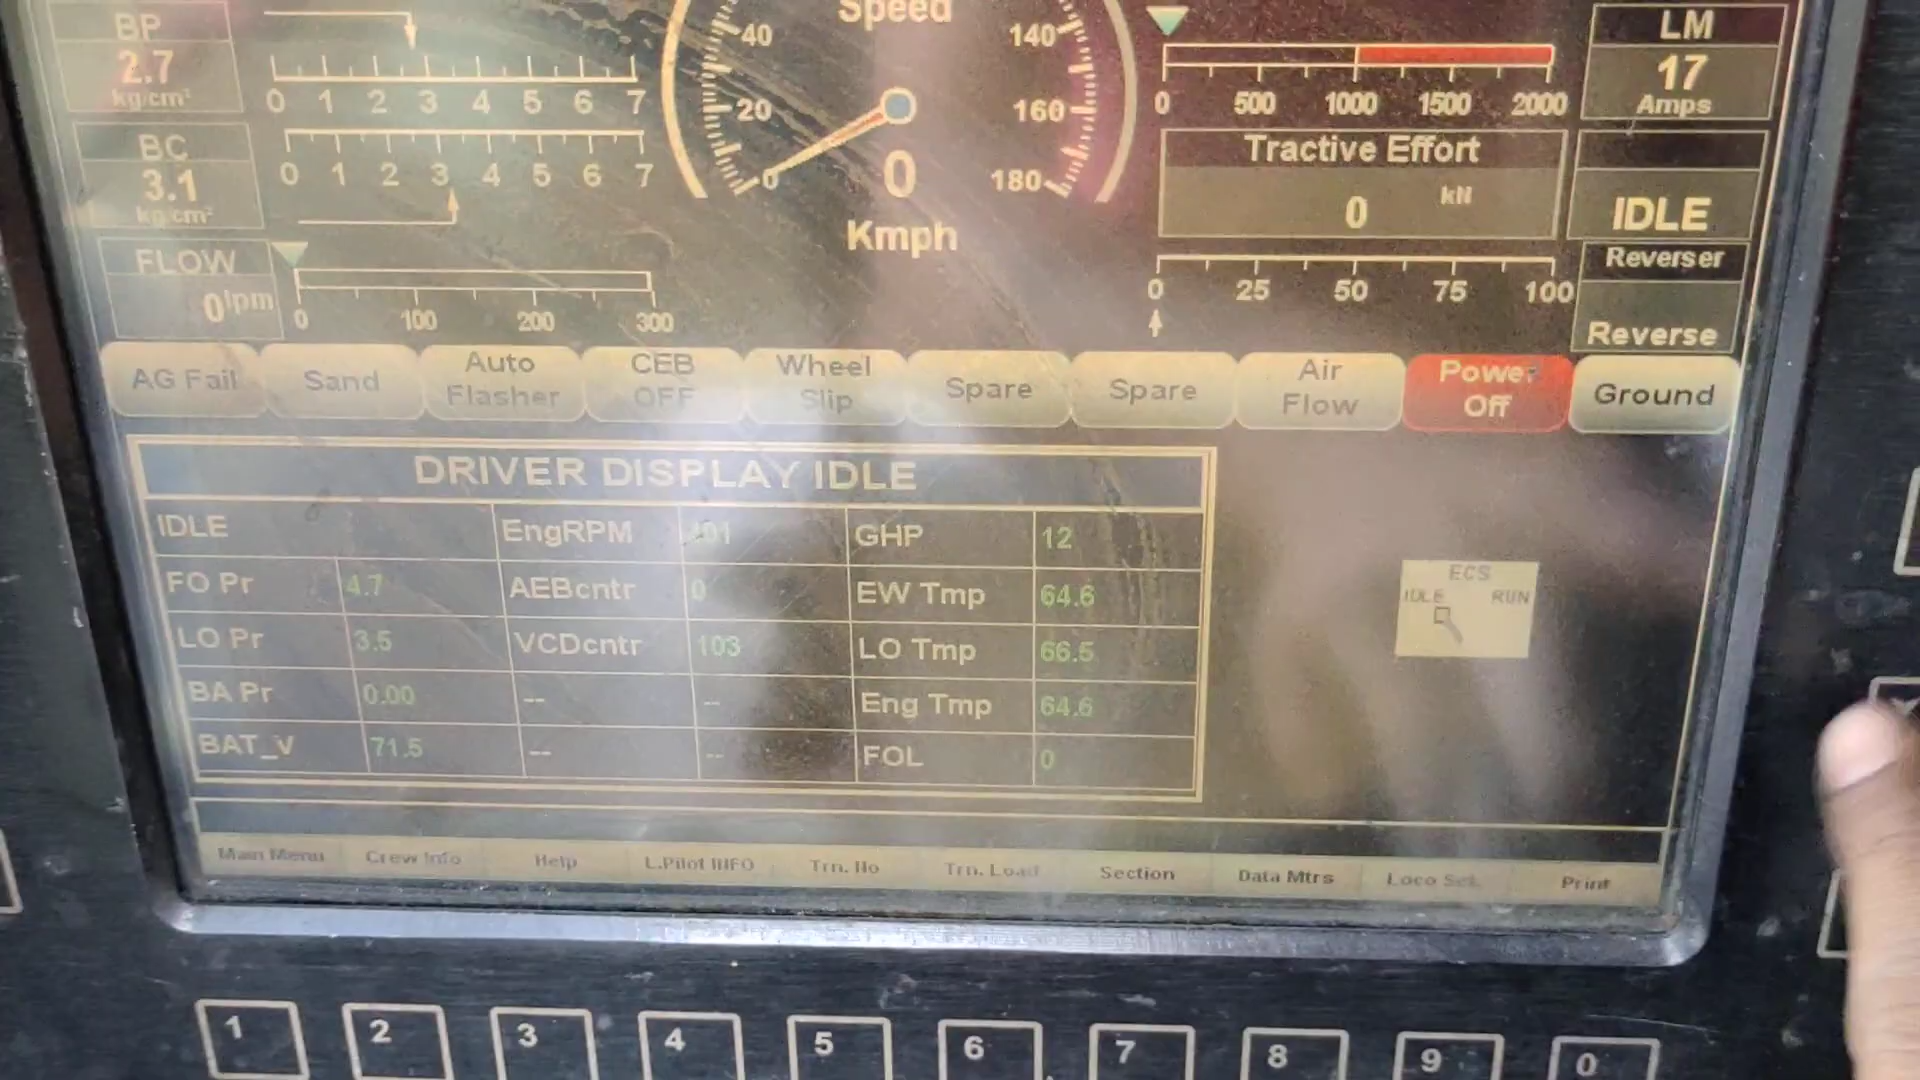 BP
2.7
kg/cm²
0 1 2 3 4 5 6 7
BC
3.1
kg/cm²
0 1 2 3 4 5 6 7
FLOW
0 lpm
0 100 200 300
Speed
40 140
20 160
0 180
0
Kmph
0 500 1000 1500 2000
LM
17
Amps
Tractive Effort
0 kN
0 25 50 75 100
IDLE
Reverser
Reverse
AG Fail
Sand
Auto Flasher
CEB OFF
Wheel Slip
Spare
Spare
Air Flow
Power Off
Ground
DRIVER DISPLAY IDLE
IDLE EngRPM GHP 12
FO Pr 4.7 AEBcntr 0 EW Tmp 64.6
LO Pr 3.5 VCDcntr 103 LO Tmp 66.5
BA Pr 0.00 -- -- Eng Tmp 64.6
BAT_V 71.5 -- -- FOL 0
ECS
IDLE RUN
Main Menu Crew Info Help L.Pilot INFO Trn. No Trn. Load Section Data Mtrs Loco Set. Print
1 2 3 4 5 6 7 8 9 0